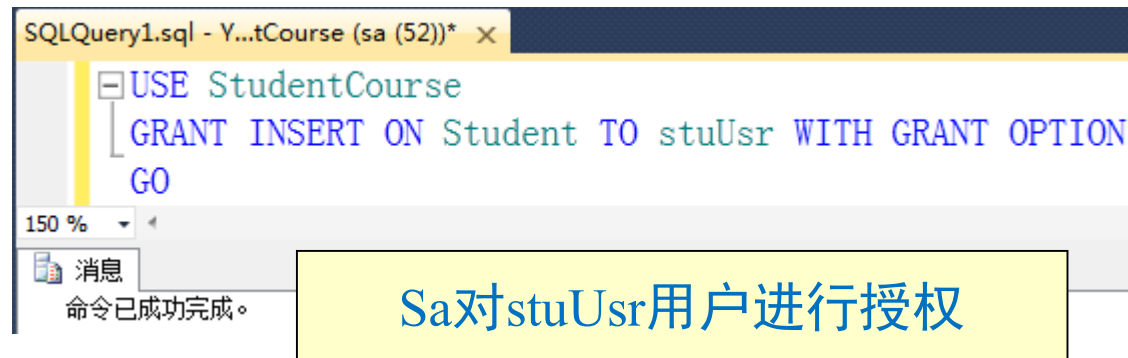 SQLQuery1.sql - Y...tCourse (sa (52))* ×
USE StudentCourse
GRANT INSERT ON Student TO stuUsr WITH GRANT OPTION
GO
150 %
消息
命令已成功完成。
Sa对stuUsr用户进行授权